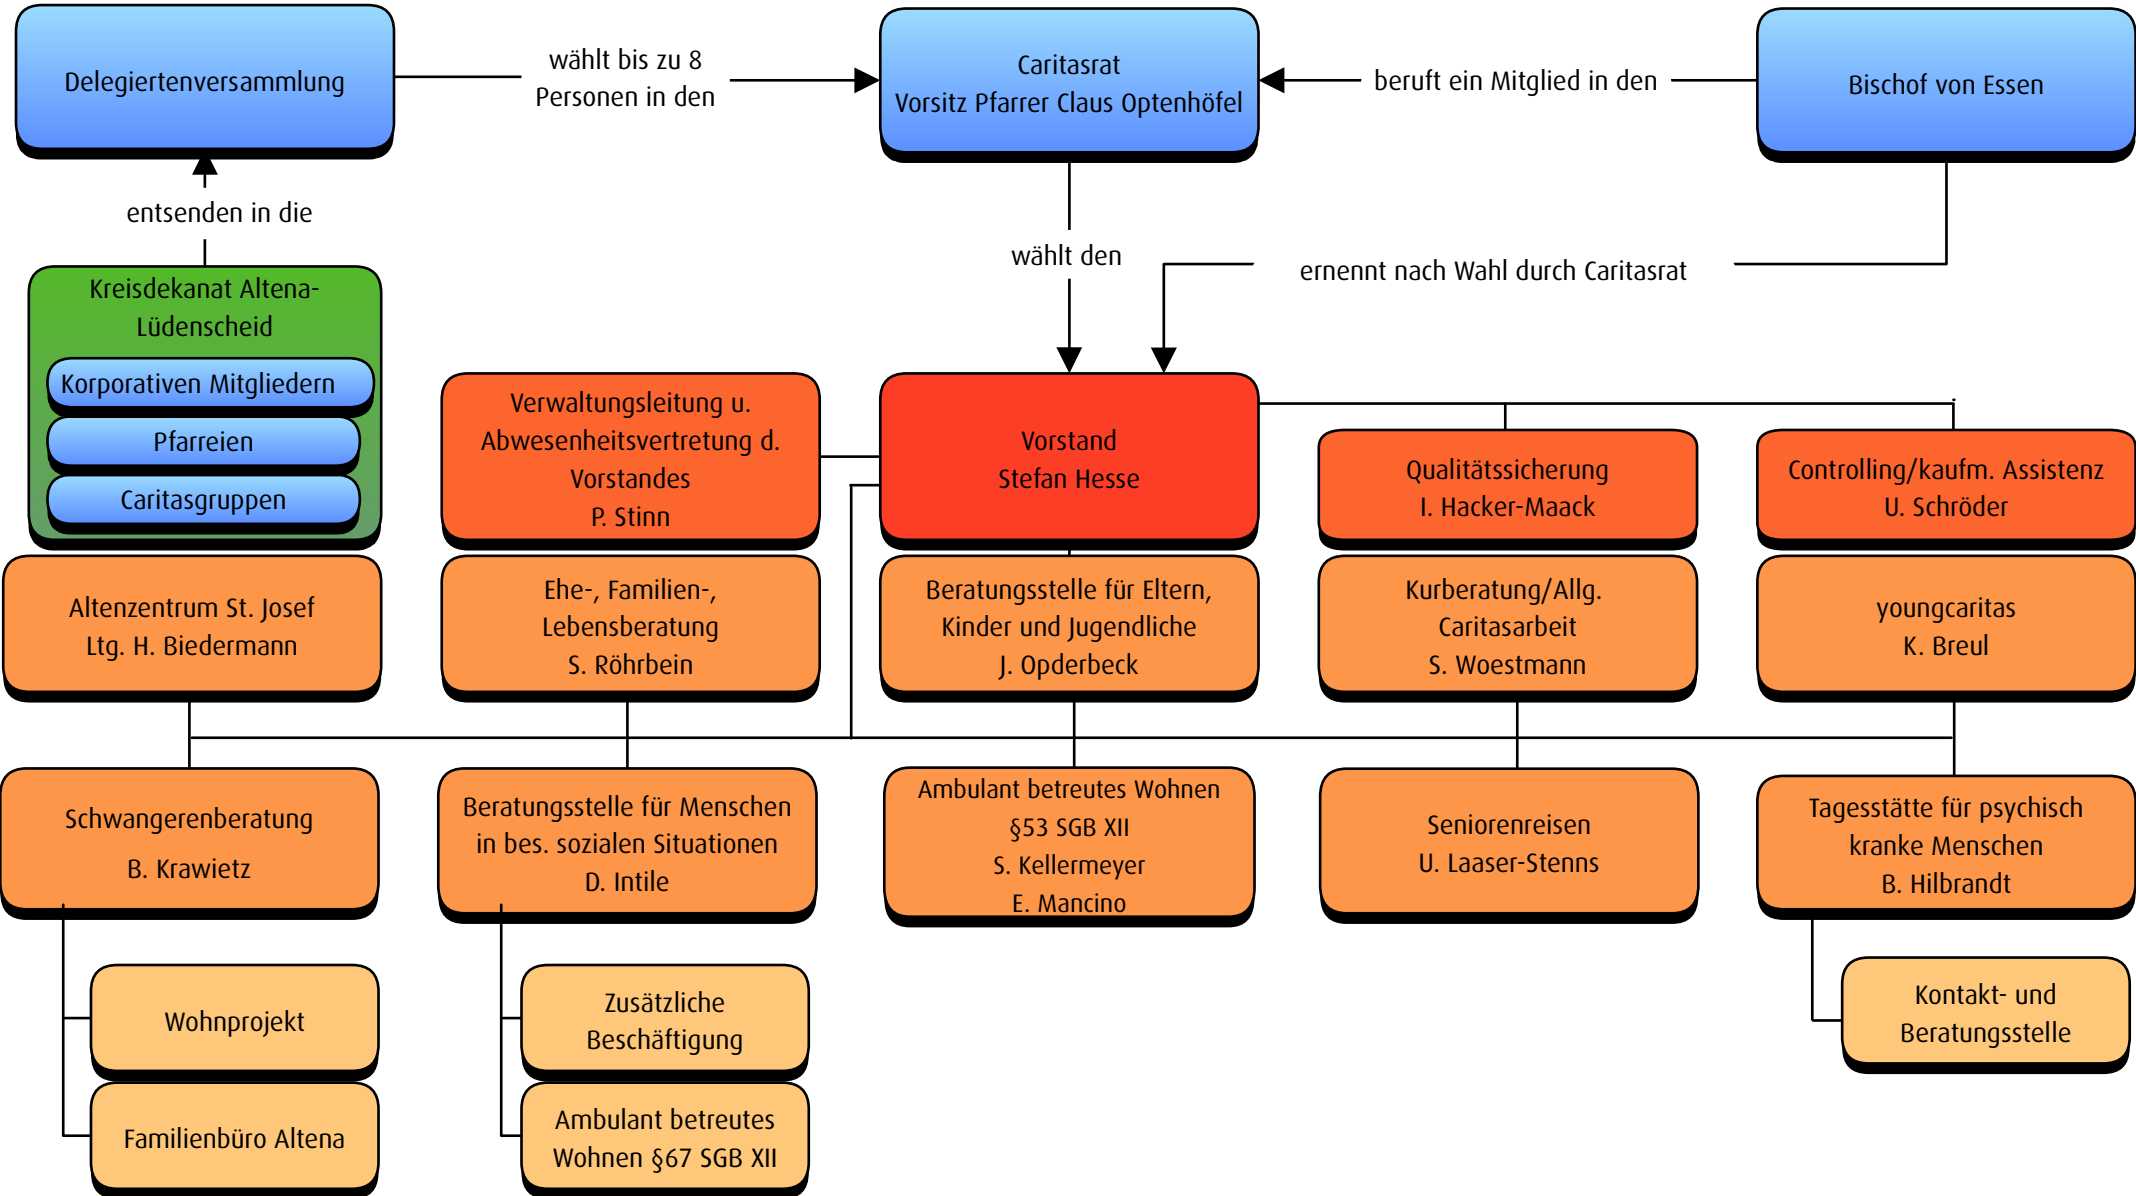 Delegiertenversammlung
wählt bis zu 8
Personen in den
Caritasrat
Vorsitz Pfarrer Claus Optenhöfel
beruft ein Mitglied in den
Bischof von Essen
entsenden in die
wählt den
ernennt nach Wahl durch Caritasrat
Kreisdekanat Altena-
Lüdenscheid
Korporativen Mitgliedern
Pfarreien
Caritasgruppen
Verwaltungsleitung u.
Abwesenheitsvertretung d.
Vorstandes
P. Stinn
Vorstand
Stefan Hesse
Qualitätssicherung
I. Hacker-Maack
Controlling/kaufm. Assistenz
U. Schröder
Altenzentrum St. Josef
Ltg. H. Biedermann
Ehe-, Familien-,
Lebensberatung
S. Röhrbein
Beratungsstelle für Eltern,
Kinder und Jugendliche
J. Opderbeck
Kurberatung/Allg.
Caritasarbeit
S. Woestmann
youngcaritas
K. Breul
Schwangerenberatung
B. Krawietz
Beratungsstelle für Menschen
in bes. sozialen Situationen
D. Intile
Ambulant betreutes Wohnen
§53 SGB XII
S. Kellermeyer
E. Mancino
Seniorenreisen
U. Laaser-Stenns
Tagesstätte für psychisch
kranke Menschen
B. Hilbrandt
Wohnprojekt
Familienbüro Altena
Zusätzliche
Beschäftigung
Ambulant betreutes
Wohnen §67 SGB XII
Kontakt- und
Beratungsstelle